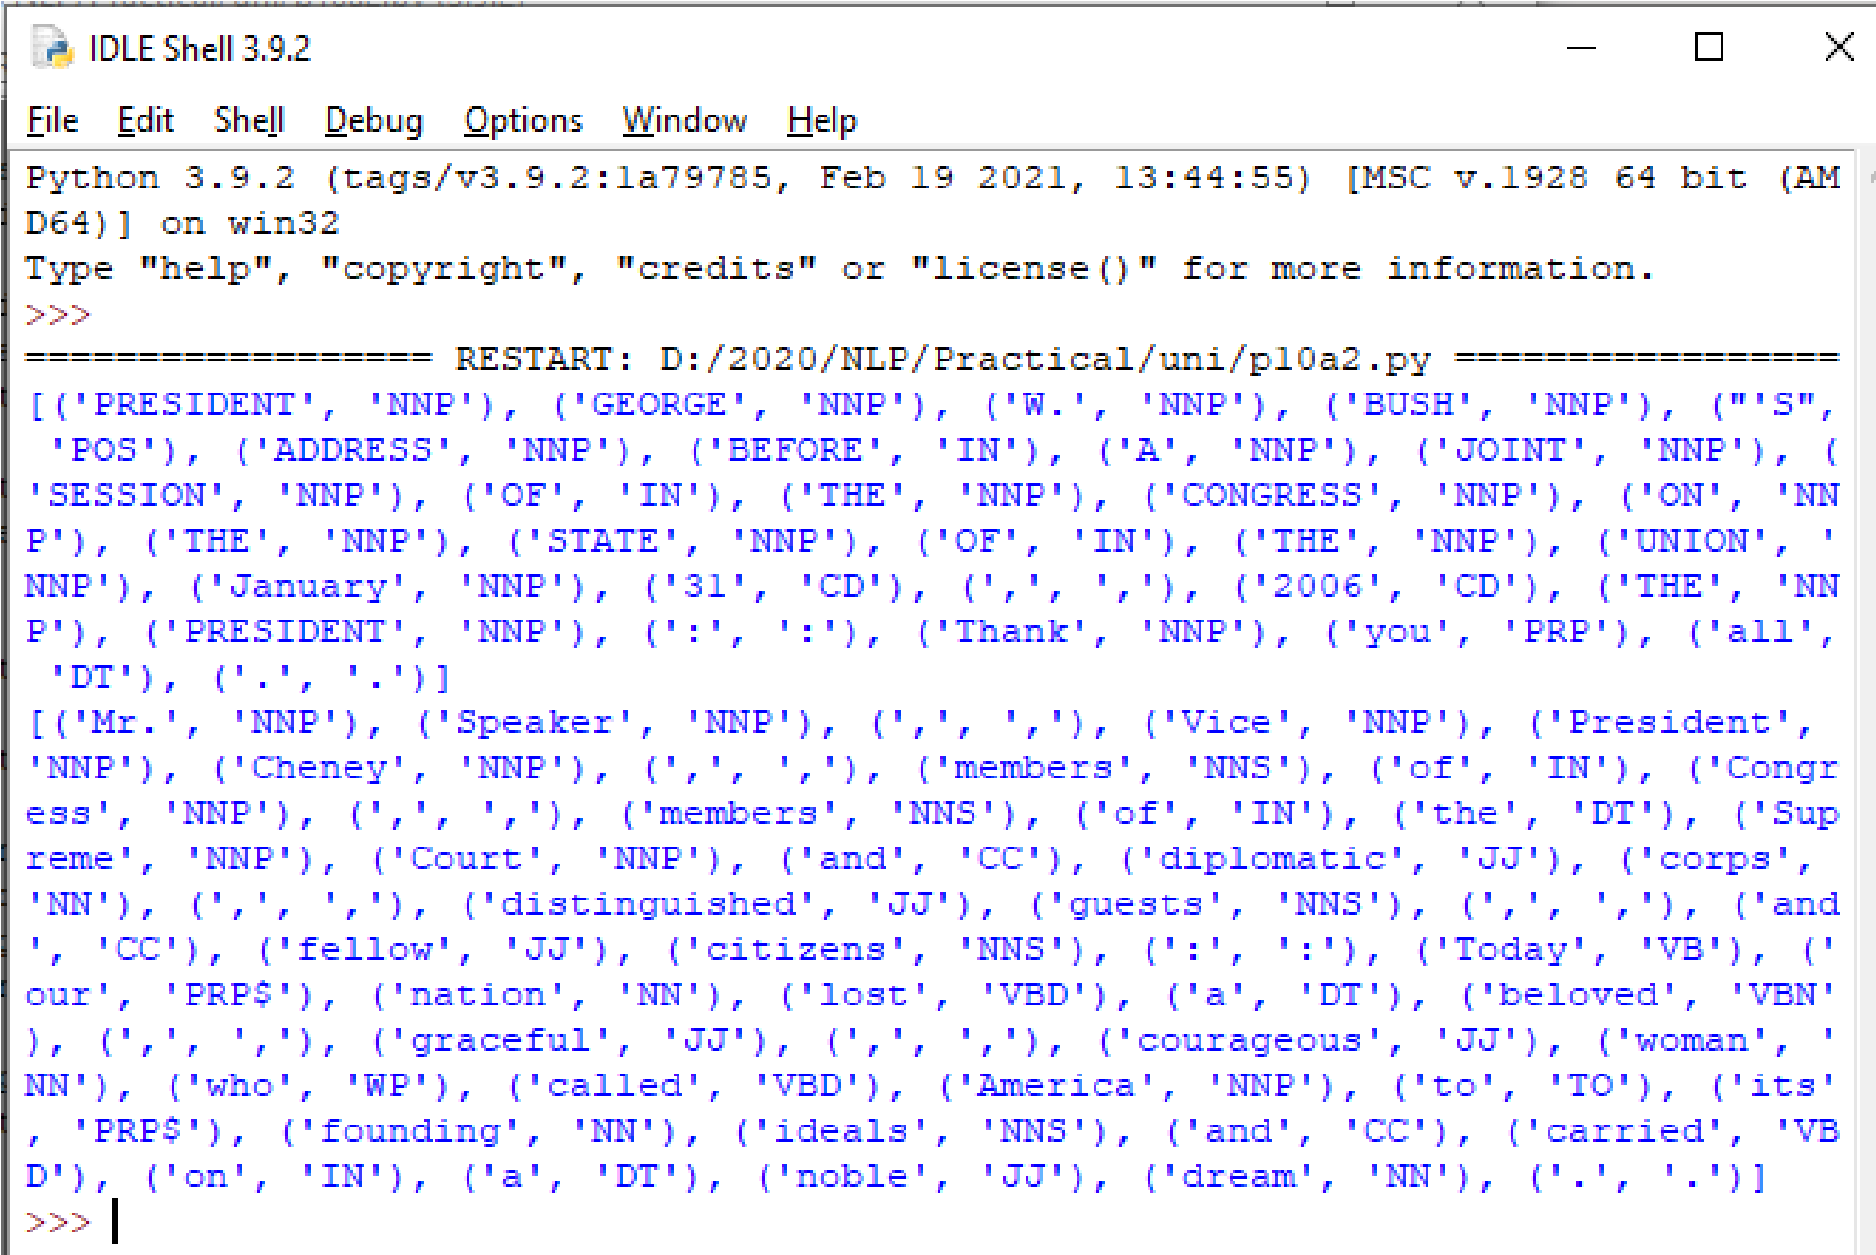 IDLE Shell 3.9.2
File Edit Shell Debug Options Window Help
Python 3.9.2 (tags/v3.9.2:1a79785, Feb 19 2021, 13:44:55) [MSC v.1928 64 bit (AM
D64)] on win32
Type "help", "copyright", "credits" or "license()" for more information.
>>>
================== RESTART: D:/2020/NLP/Practical/uni/p10a2.py =================
[('PRESIDENT', 'NNP'), ('GEORGE', 'NNP'), ('W.', 'NNP'), ('BUSH', 'NNP'), ("'S",
 'POS'), ('ADDRESS', 'NNP'), ('BEFORE', 'IN'), ('A', 'NNP'), ('JOINT', 'NNP'), (
'SESSION', 'NNP'), ('OF', 'IN'), ('THE', 'NNP'), ('CONGRESS', 'NNP'), ('ON', 'NN
P'), ('THE', 'NNP'), ('STATE', 'NNP'), ('OF', 'IN'), ('THE', 'NNP'), ('UNION', '
NNP'), ('January', 'NNP'), ('31', 'CD'), (',', ','), ('2006', 'CD'), ('THE', 'NN
P'), ('PRESIDENT', 'NNP'), (':', ':'), ('Thank', 'NNP'), ('you', 'PRP'), ('all',
 'DT'), ('.', '.')]
[('Mr.', 'NNP'), ('Speaker', 'NNP'), (',', ','), ('Vice', 'NNP'), ('President',
'NNP'), ('Cheney', 'NNP'), (',', ','), ('members', 'NNS'), ('of', 'IN'), ('Congr
ess', 'NNP'), (',', ','), ('members', 'NNS'), ('of', 'IN'), ('the', 'DT'), ('Sup
reme', 'NNP'), ('Court', 'NNP'), ('and', 'CC'), ('diplomatic', 'JJ'), ('corps',
'NN'), (',', ','), ('distinguished', 'JJ'), ('guests', 'NNS'), (',', ','), ('and
', 'CC'), ('fellow', 'JJ'), ('citizens', 'NNS'), (':', ':'), ('Today', 'VB'), ('
our', 'PRP$'), ('nation', 'NN'), ('lost', 'VBD'), ('a', 'DT'), ('beloved', 'VBN'
), (',', ','), ('graceful', 'JJ'), (',', ','), ('courageous', 'JJ'), ('woman', '
NN'), ('who', 'WP'), ('called', 'VBD'), ('America', 'NNP'), ('to', 'TO'), ('its'
, 'PRP$'), ('founding', 'NN'), ('ideals', 'NNS'), ('and', 'CC'), ('carried', 'VB
D'), ('on', 'IN'), ('a', 'DT'), ('noble', 'JJ'), ('dream', 'NN'), ('.', '.')]
>>>